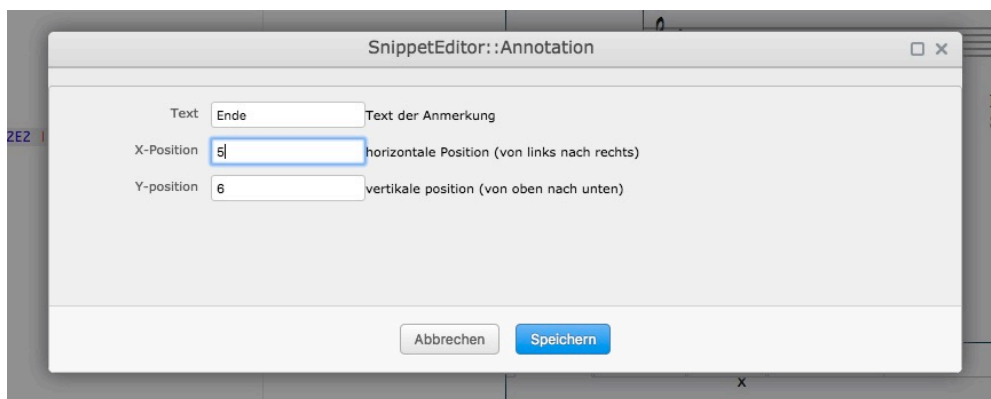 SnippetEditor::Annotation
Text Ende Text der Anmerkung
2E2 |
X-Position 5 horizontale Position (von links nach rechts)
Y-position 6 vertikale position (von oben nach unten)
Abbrechen Speichern
x